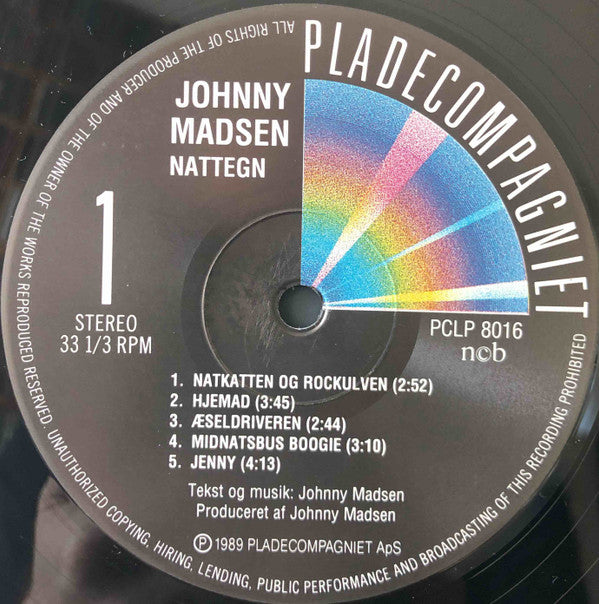 PLADECOMPAGNIET
JOHNNY
MADSEN
NATTEGN
1
STEREO
33 1/3 RPM
PCLP 8016
n©b
1. NATKATTEN OG ROCKULVEN (2:52)
2. HJEMAD (3:45)
3. ÆSELDRIVEREN (2:44)
4. MIDNATSBUS BOOGIE (3:10)
5. JENNY (4:13)
Tekst og musik: Johnny Madsen
Produceret af Johnny Madsen
℗ 1989 PLADECOMPAGNIET ApS
ALL RIGHTS OF THE PRODUCER AND OF THE OWNER OF THE WORKS REPRODUCED RESERVED. UNAUTHORIZED COPYING, HIRING, LENDING, PUBLIC PERFORMANCE AND BROADCASTING OF THIS RECORDING PROHIBITED